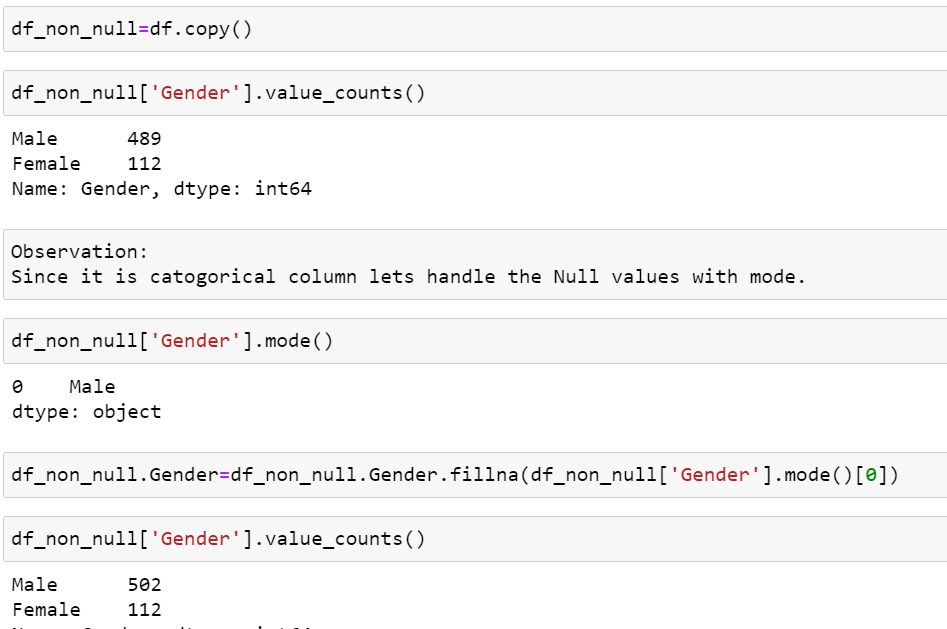 df_non_null=df.copy()
df_non_null['Gender'].value_counts()
Male      489
Female    112
Name: Gender, dtype: int64
Observation:
Since it is catogorical column lets handle the Null values with mode.
df_non_null['Gender'].mode()
0    Male
dtype: object
df_non_null.Gender=df_non_null.Gender.fillna(df_non_null['Gender'].mode()[0])
df_non_null['Gender'].value_counts()
Male      502
Female    112